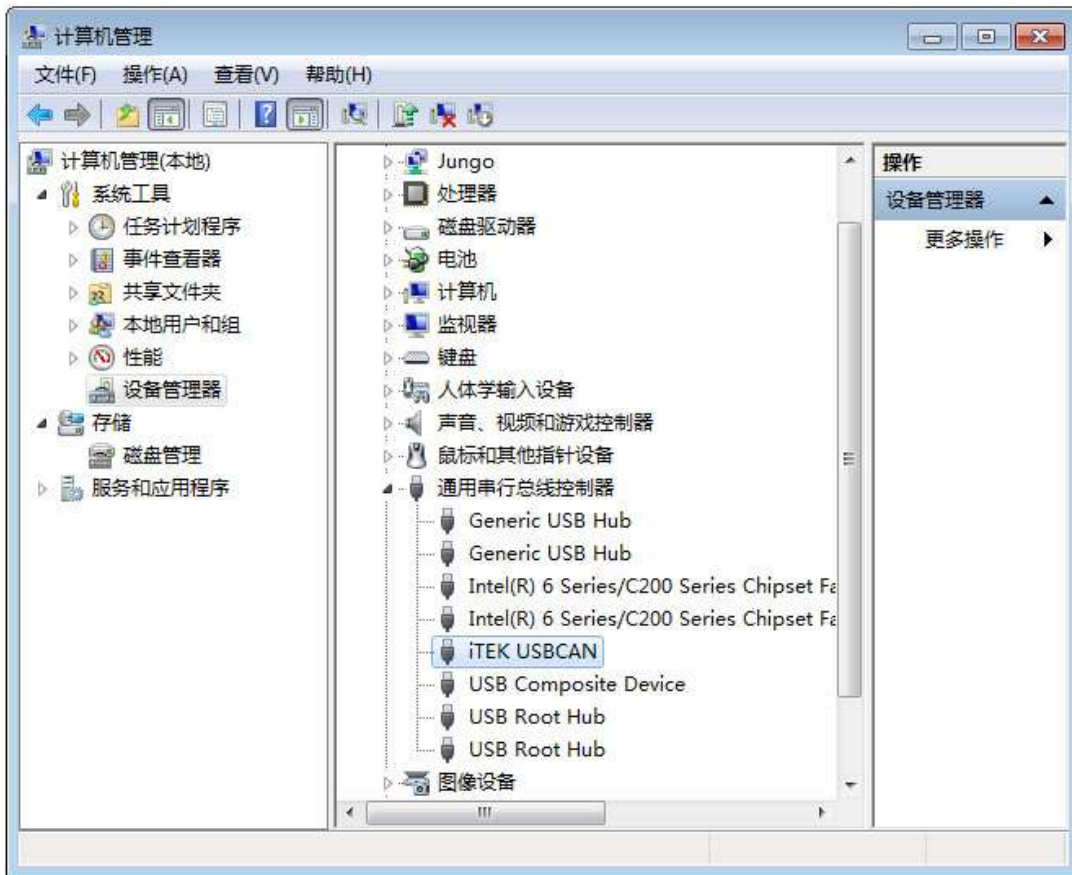 计算机管理
文件(F) 操作(A) 查看(V) 帮助(H)
计算机管理(本地)
系统工具
任务计划程序
事件查看器
共享文件夹
本地用户和组
性能
设备管理器
存储
磁盘管理
服务和应用程序
Jungo
处理器
磁盘驱动器
电池
计算机
监视器
键盘
人体学输入设备
声音、视频和游戏控制器
鼠标和其他指针设备
通用串行总线控制器
Generic USB Hub
Generic USB Hub
Intel(R) 6 Series/C200 Series Chipset Fa
Intel(R) 6 Series/C200 Series Chipset Fa
iTEK USBCAN
USB Composite Device
USB Root Hub
USB Root Hub
图像设备
操作
设备管理器
更多操作